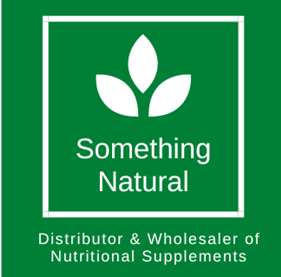 Something
Natural
Distributor & Wholesaler of
Nutritional Supplements